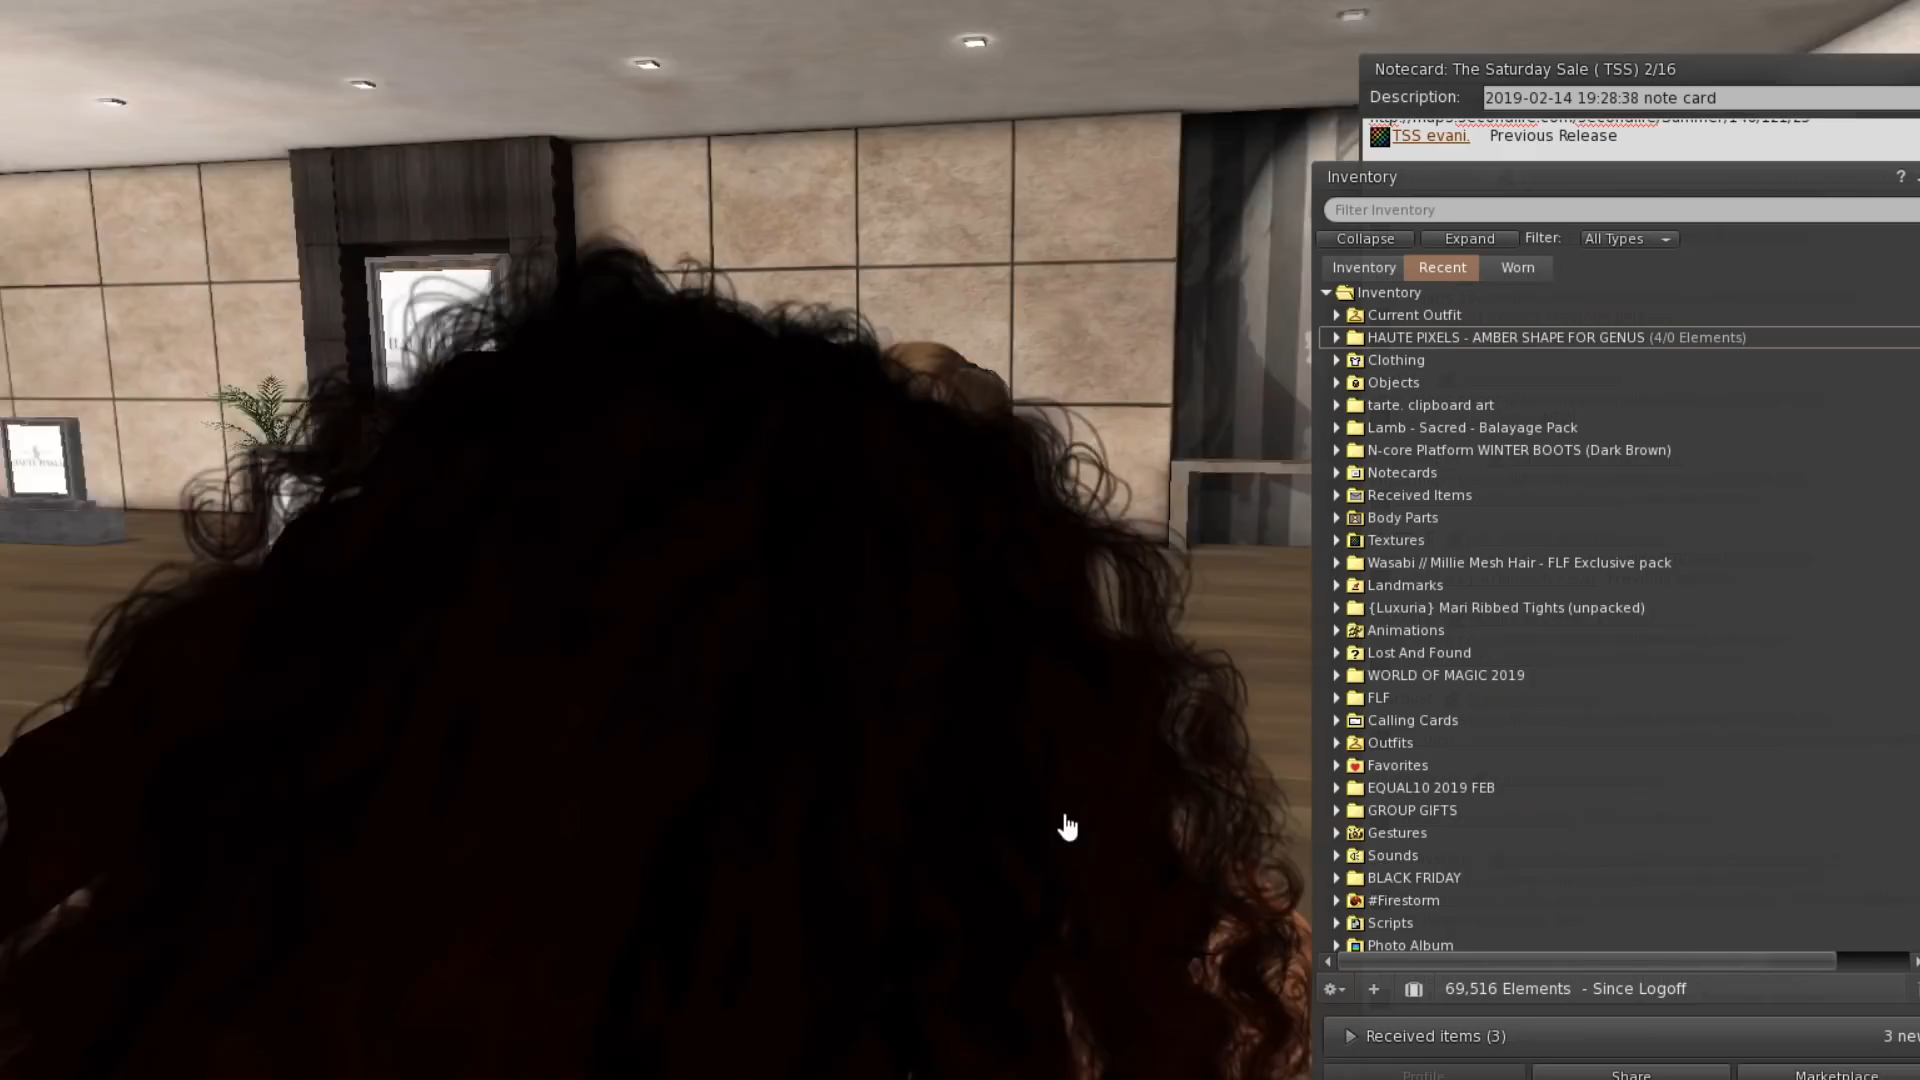 Notecard: The Saturday Sale ( TSS) 2/16
Description: 2019-02-14 19:28:38 note card
TSS evani. Previous Release
Inventory ?
Filter Inventory
Collapse Expand Filter: All Types
Inventory Recent Worn
Inventory
Current Outfit
HAUTE PIXELS - AMBER SHAPE FOR GENUS (4/0 Elements)
Clothing
Objects
tarte. clipboard art
Lamb - Sacred - Balayage Pack
N-core Platform WINTER BOOTS (Dark Brown)
Notecards
Received Items
Body Parts
Textures
Wasabi // Millie Mesh Hair - FLF Exclusive pack
Landmarks
{Luxuria} Mari Ribbed Tights (unpacked)
Animations
Lost And Found
WORLD OF MAGIC 2019
FLF
Calling Cards
Outfits
Favorites
EQUAL10 2019 FEB
GROUP GIFTS
Gestures
Sounds
BLACK FRIDAY
#Firestorm
Scripts
Photo Album
69,516 Elements - Since Logoff
Received items (3) 3 new
Profile Share Marketplace